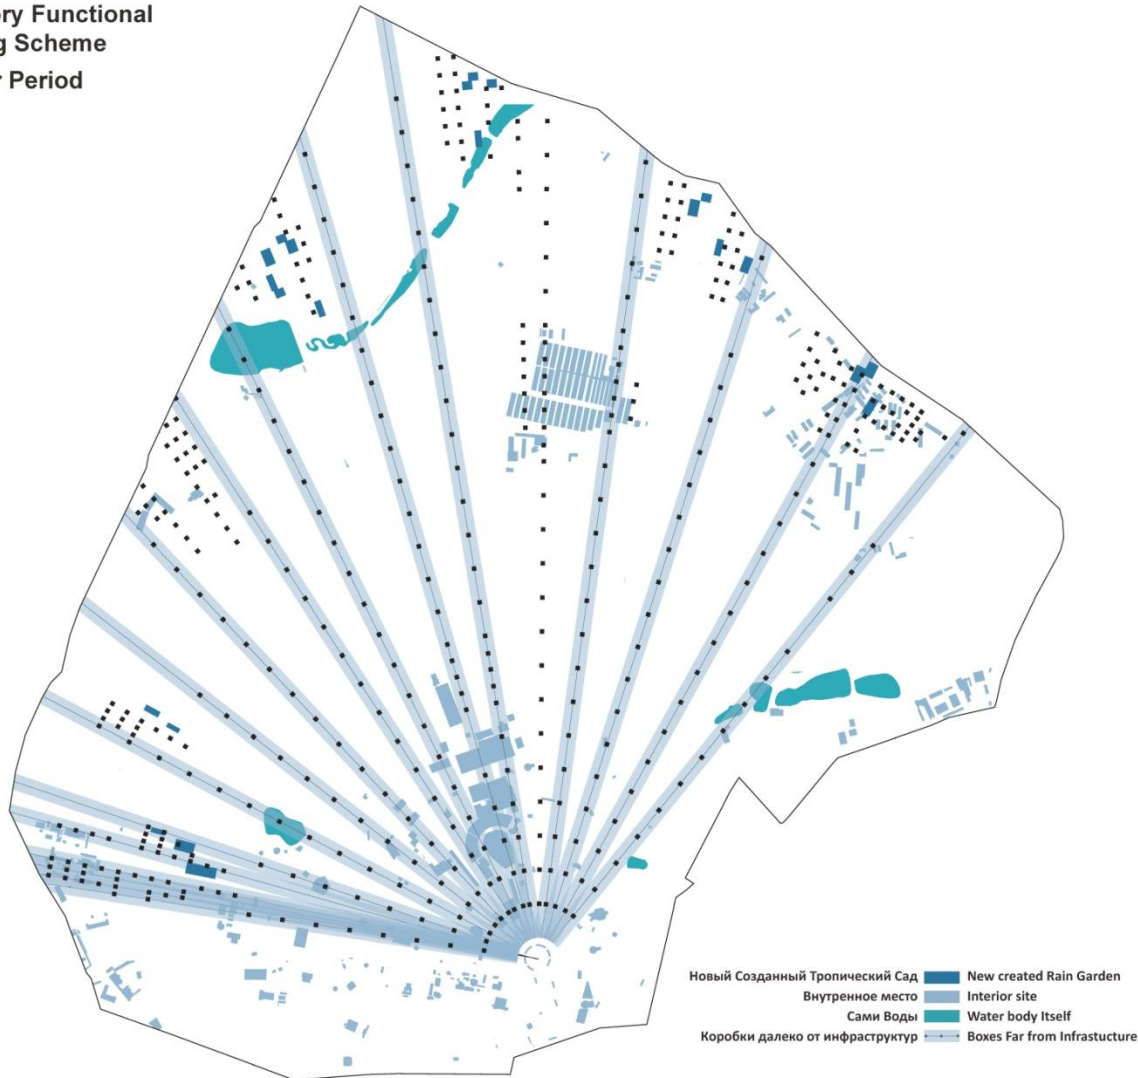 ry Functional
g Scheme
r Period
Новый Созданный Тропический Сад New created Rain Garden
Внутренное место Interior site
Сами Воды Water body Itself
Коробки далеко от инфраструктур Boxes Far from Infrastucture